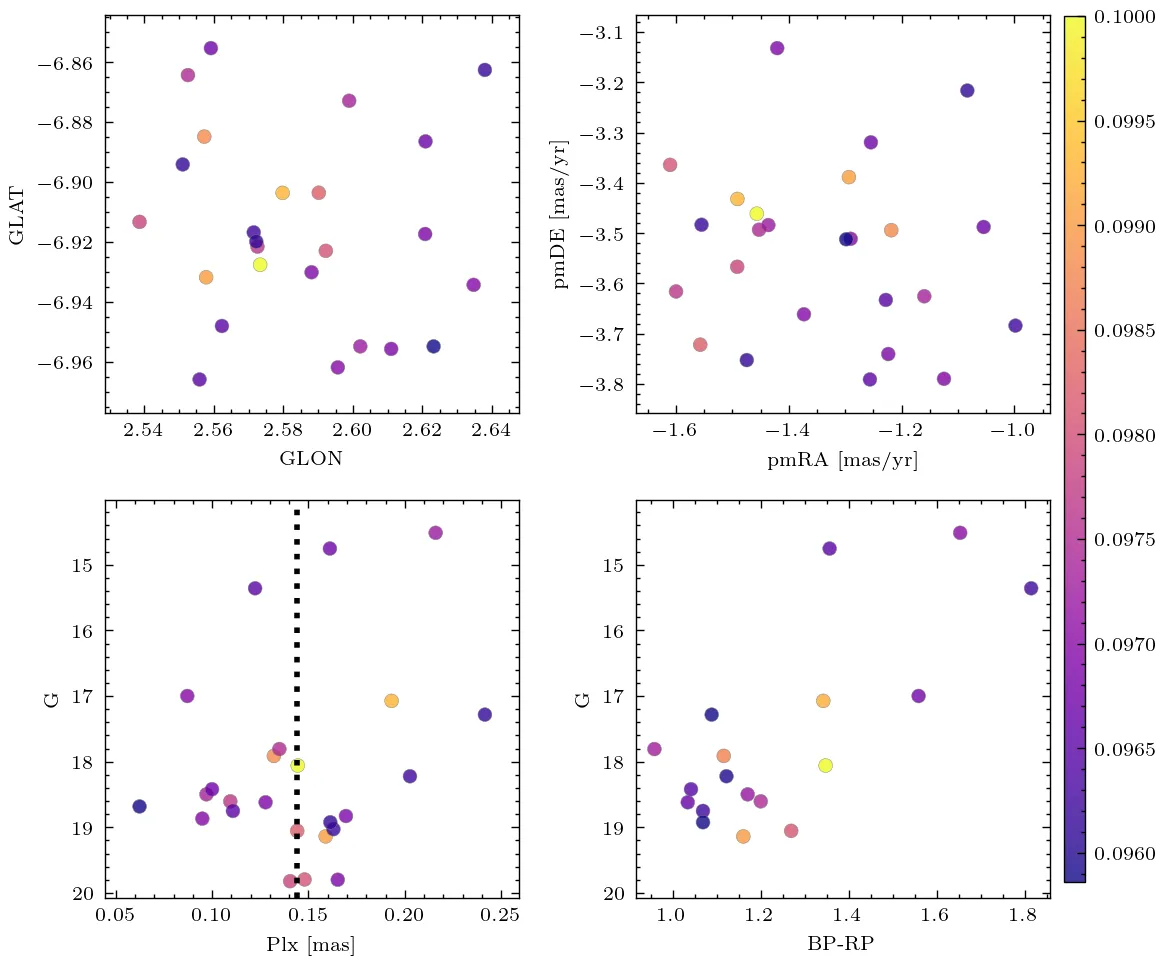 −6.86
−6.88
−6.90
−6.92
−6.94
−6.96
GLAT
2.54 2.56 2.58 2.60 2.62 2.64
GLON
−3.1
−3.2
−3.3
−3.4
−3.5
−3.6
−3.7
−3.8
pmDE [mas/yr]
−1.6 −1.4 −1.2 −1.0
pmRA [mas/yr]
15
16
17
18
19
20
G
0.05 0.10 0.15 0.20 0.25
Plx [mas]
15
16
17
18
19
20
G
1.0 1.2 1.4 1.6 1.8
BP-RP
0.1000
0.0995
0.0990
0.0985
0.0980
0.0975
0.0970
0.0965
0.0960